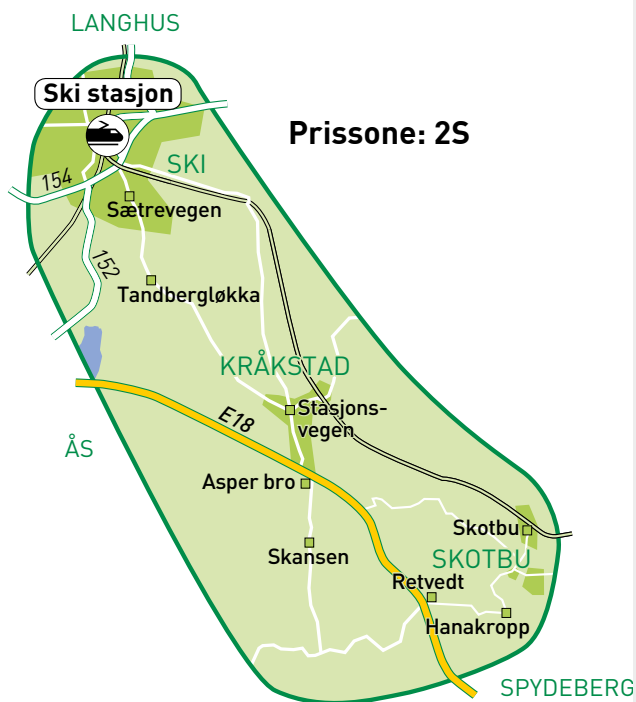 LANGHUS
Ski stasjon
Prissone: 2S
SKI
154
Sætrevegen
152
Tandbergløkka
KRÅKSTAD
Stasjons-
vegen
E18
ÅS
Asper bro
Skotbu
Skansen
SKOTBU
Retvedt
Hanakropp
SPYDEBERG